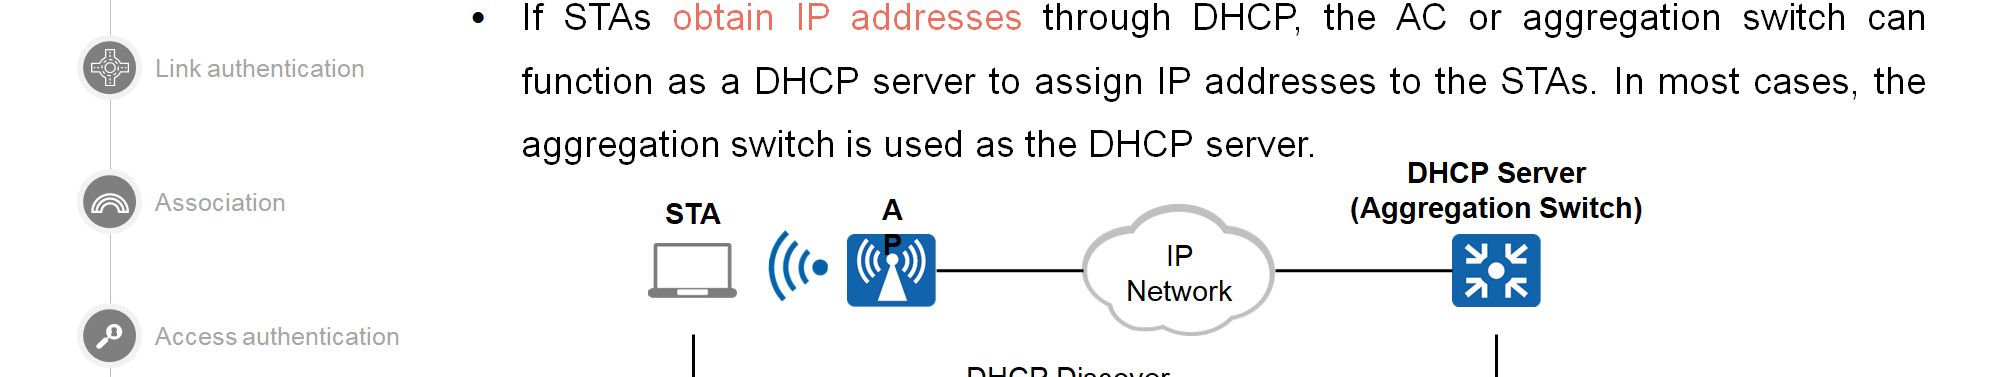 • If STAs obtain IP addresses through DHCP, the AC or aggregation switch can
function as a DHCP server to assign IP addresses to the STAs. In most cases, the
aggregation switch is used as the DHCP server.
Link authentication
Association
Access authentication
DHCP Server
(Aggregation Switch)
STA
A
P
IP
Network
DHCP Discover